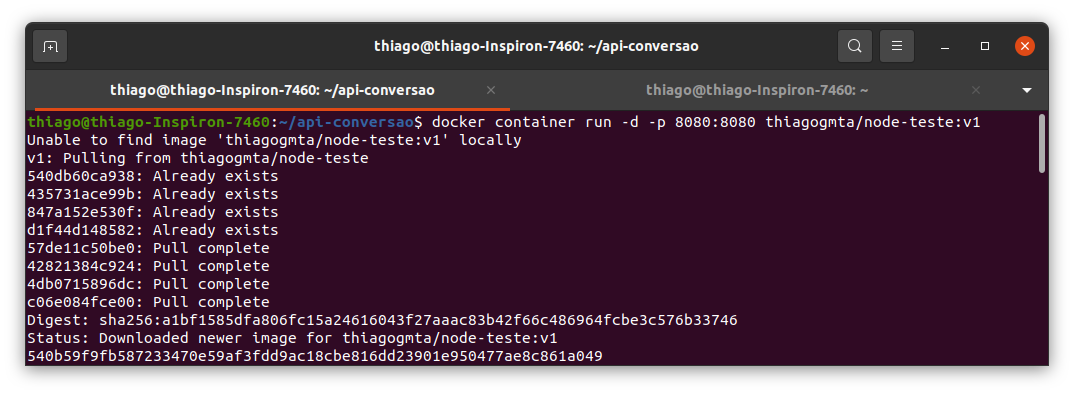 thiago@thiago-Inspiron-7460: ~/api-conversao
thiago@thiago-Inspiron-7460: ~/api-conversao
thiago@thiago-Inspiron-7460: ~
thiago@thiago-Inspiron-7460:~/api-conversao$ docker container run -d -p 8080:8080 thiagogmta/node-teste:v1
Unable to find image 'thiagogmta/node-teste:v1' locally
v1: Pulling from thiagogmta/node-teste
540db60ca938: Already exists
435731ace99b: Already exists
847a152e530f: Already exists
d1f44d148582: Already exists
57de11c50be0: Pull complete
42821384c924: Pull complete
4db0715896dc: Pull complete
c06e084fce00: Pull complete
Digest: sha256:a1bf1585dfa806fc15a24616043f27aaac83b42f66c486964fcbe3c576b33746
Status: Downloaded newer image for thiagogmta/node-teste:v1
540b59f9fb587233470e59af3fdd9ac18cbe816dd23901e950477ae8c861a049